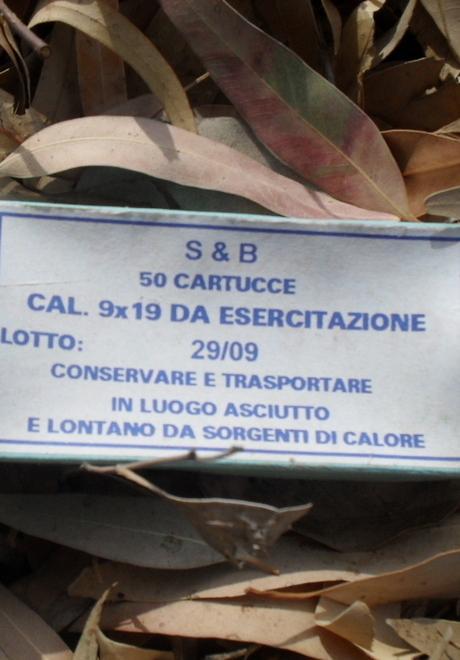 S & B
50 CARTUCCE
CAL. 9x19 DA ESERCITAZIONE
LOTTO: 29/09
CONSERVARE E TRASPORTARE
IN LUOGO ASCIUTTO
E LONTANO DA SORGENTI DI CALORE